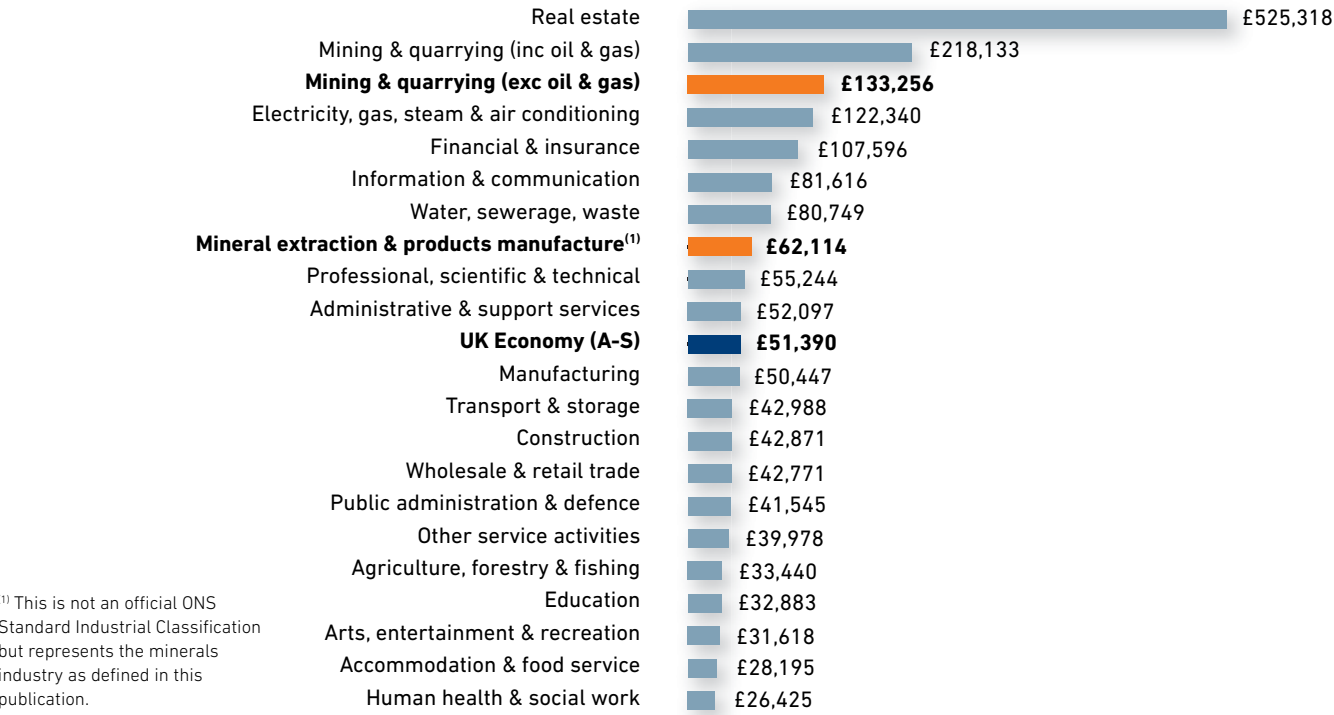 Real estate £525,318
Mining & quarrying (inc oil & gas) £218,133
Mining & quarrying (exc oil & gas) £133,256
Electricity, gas, steam & air conditioning £122,340
Financial & insurance £107,596
Information & communication £81,616
Water, sewerage, waste £80,749
Mineral extraction & products manufacture(1) £62,114
Professional, scientific & technical £55,244
Administrative & support services £52,097
UK Economy (A-S) £51,390
Manufacturing £50,447
Transport & storage £42,988
Construction £42,871
Wholesale & retail trade £42,771
Public administration & defence £41,545
Other service activities £39,978
Agriculture, forestry & fishing £33,440
Education £32,883
Arts, entertainment & recreation £31,618
Accommodation & food service £28,195
Human health & social work £26,425
(1) This is not an official ONS
Standard Industrial Classification
but represents the minerals
industry as defined in this
publication.